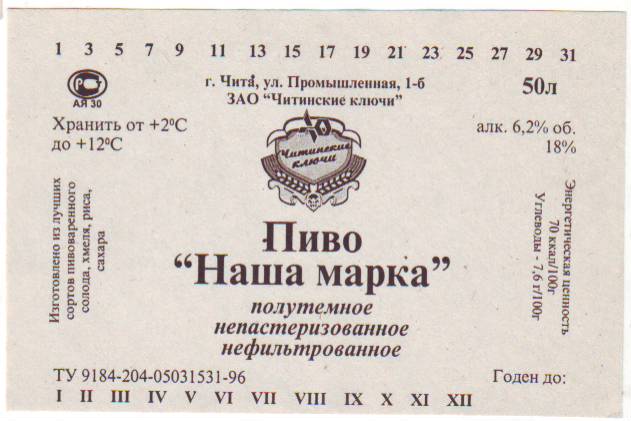 1 3 5 7 9 11 13 15 17 19 21 23 25 27 29 31
РСТ
АЯ 30
г. Чита, ул. Промышленная, 1-б
ЗАО “Читинские ключи”
50л
Хранить от +2⁰С
до +12⁰С
алк. 6,2% об.
18%
Читинские
ключи
Изготовлено из лучших
сортов пивоваренного
солода, хмеля, риса,
сахара
Энергетическая ценность
70 ккал/100г
Углеводы - 7,6 г/100г
Пиво
“Наша марка”
полутемное
непастеризованное
нефильтрованное
ТУ 9184-204-05031531-96
Годен до:
I II III IV V VI VII VIII IX X XI XII